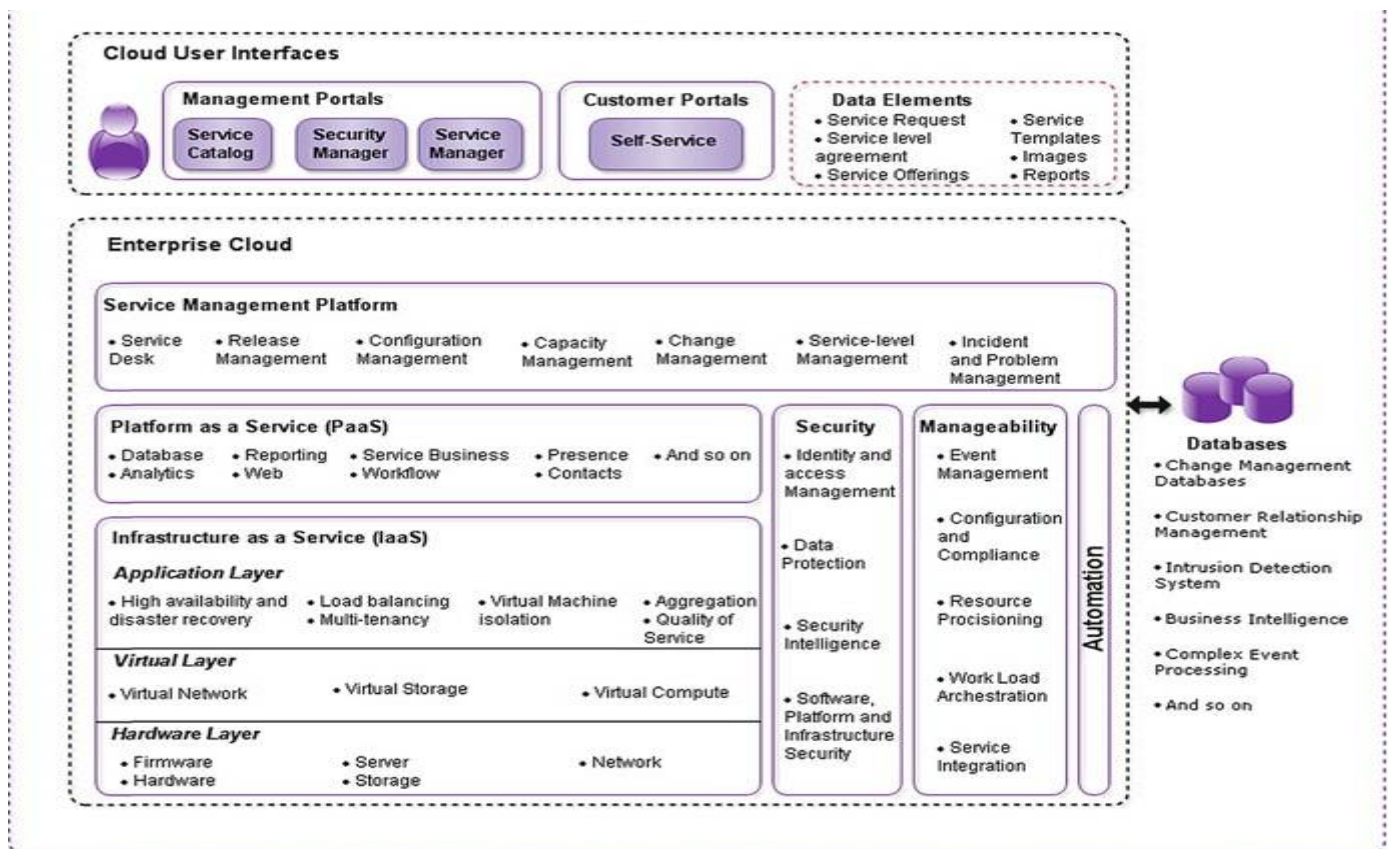 Cloud User Interfaces
Management Portals
Service
Catalog
Security
Manager
Service
Manager
Customer Portals
Self-Service
Data Elements
• Service Request
• Service level
agreement
• Service Offerings
• Service
Templates
• Images
• Reports
Enterprise Cloud
Service Management Platform
• Service
Desk
• Release
Management
• Configuration
Management
• Capacity
Management
• Change
Management
• Service-level
Management
• Incident
and Problem
Management
Platform as a Service (PaaS)
• Database
• Analytics
• Reporting
• Web
• Service Business
• Workflow
• Presence
• Contacts
• And so on
Infrastructure as a Service (IaaS)
Application Layer
• High availability and
disaster recovery
• Load balancing
• Multi-tenancy
• Virtual Machine
isolation
• Aggregation
• Quality of
Service
Virtual Layer
• Virtual Network
• Virtual Storage
• Virtual Compute
Hardware Layer
• Firmware
• Hardware
• Server
• Storage
• Network
Security
• Identity and
access
Management
• Data
Protection
• Security
Intelligence
• Software,
Platform and
Infrastructure
Security
Manageability
• Event
Management
• Configuration
and
Compliance
• Resource
Procisioning
• Work Load
Archestration
• Service
Integration
Automation
Databases
• Change Management
Databases
• Customer Relationship
Management
• Intrusion Detection
System
• Business Intelligence
• Complex Event
Processing
• And so on